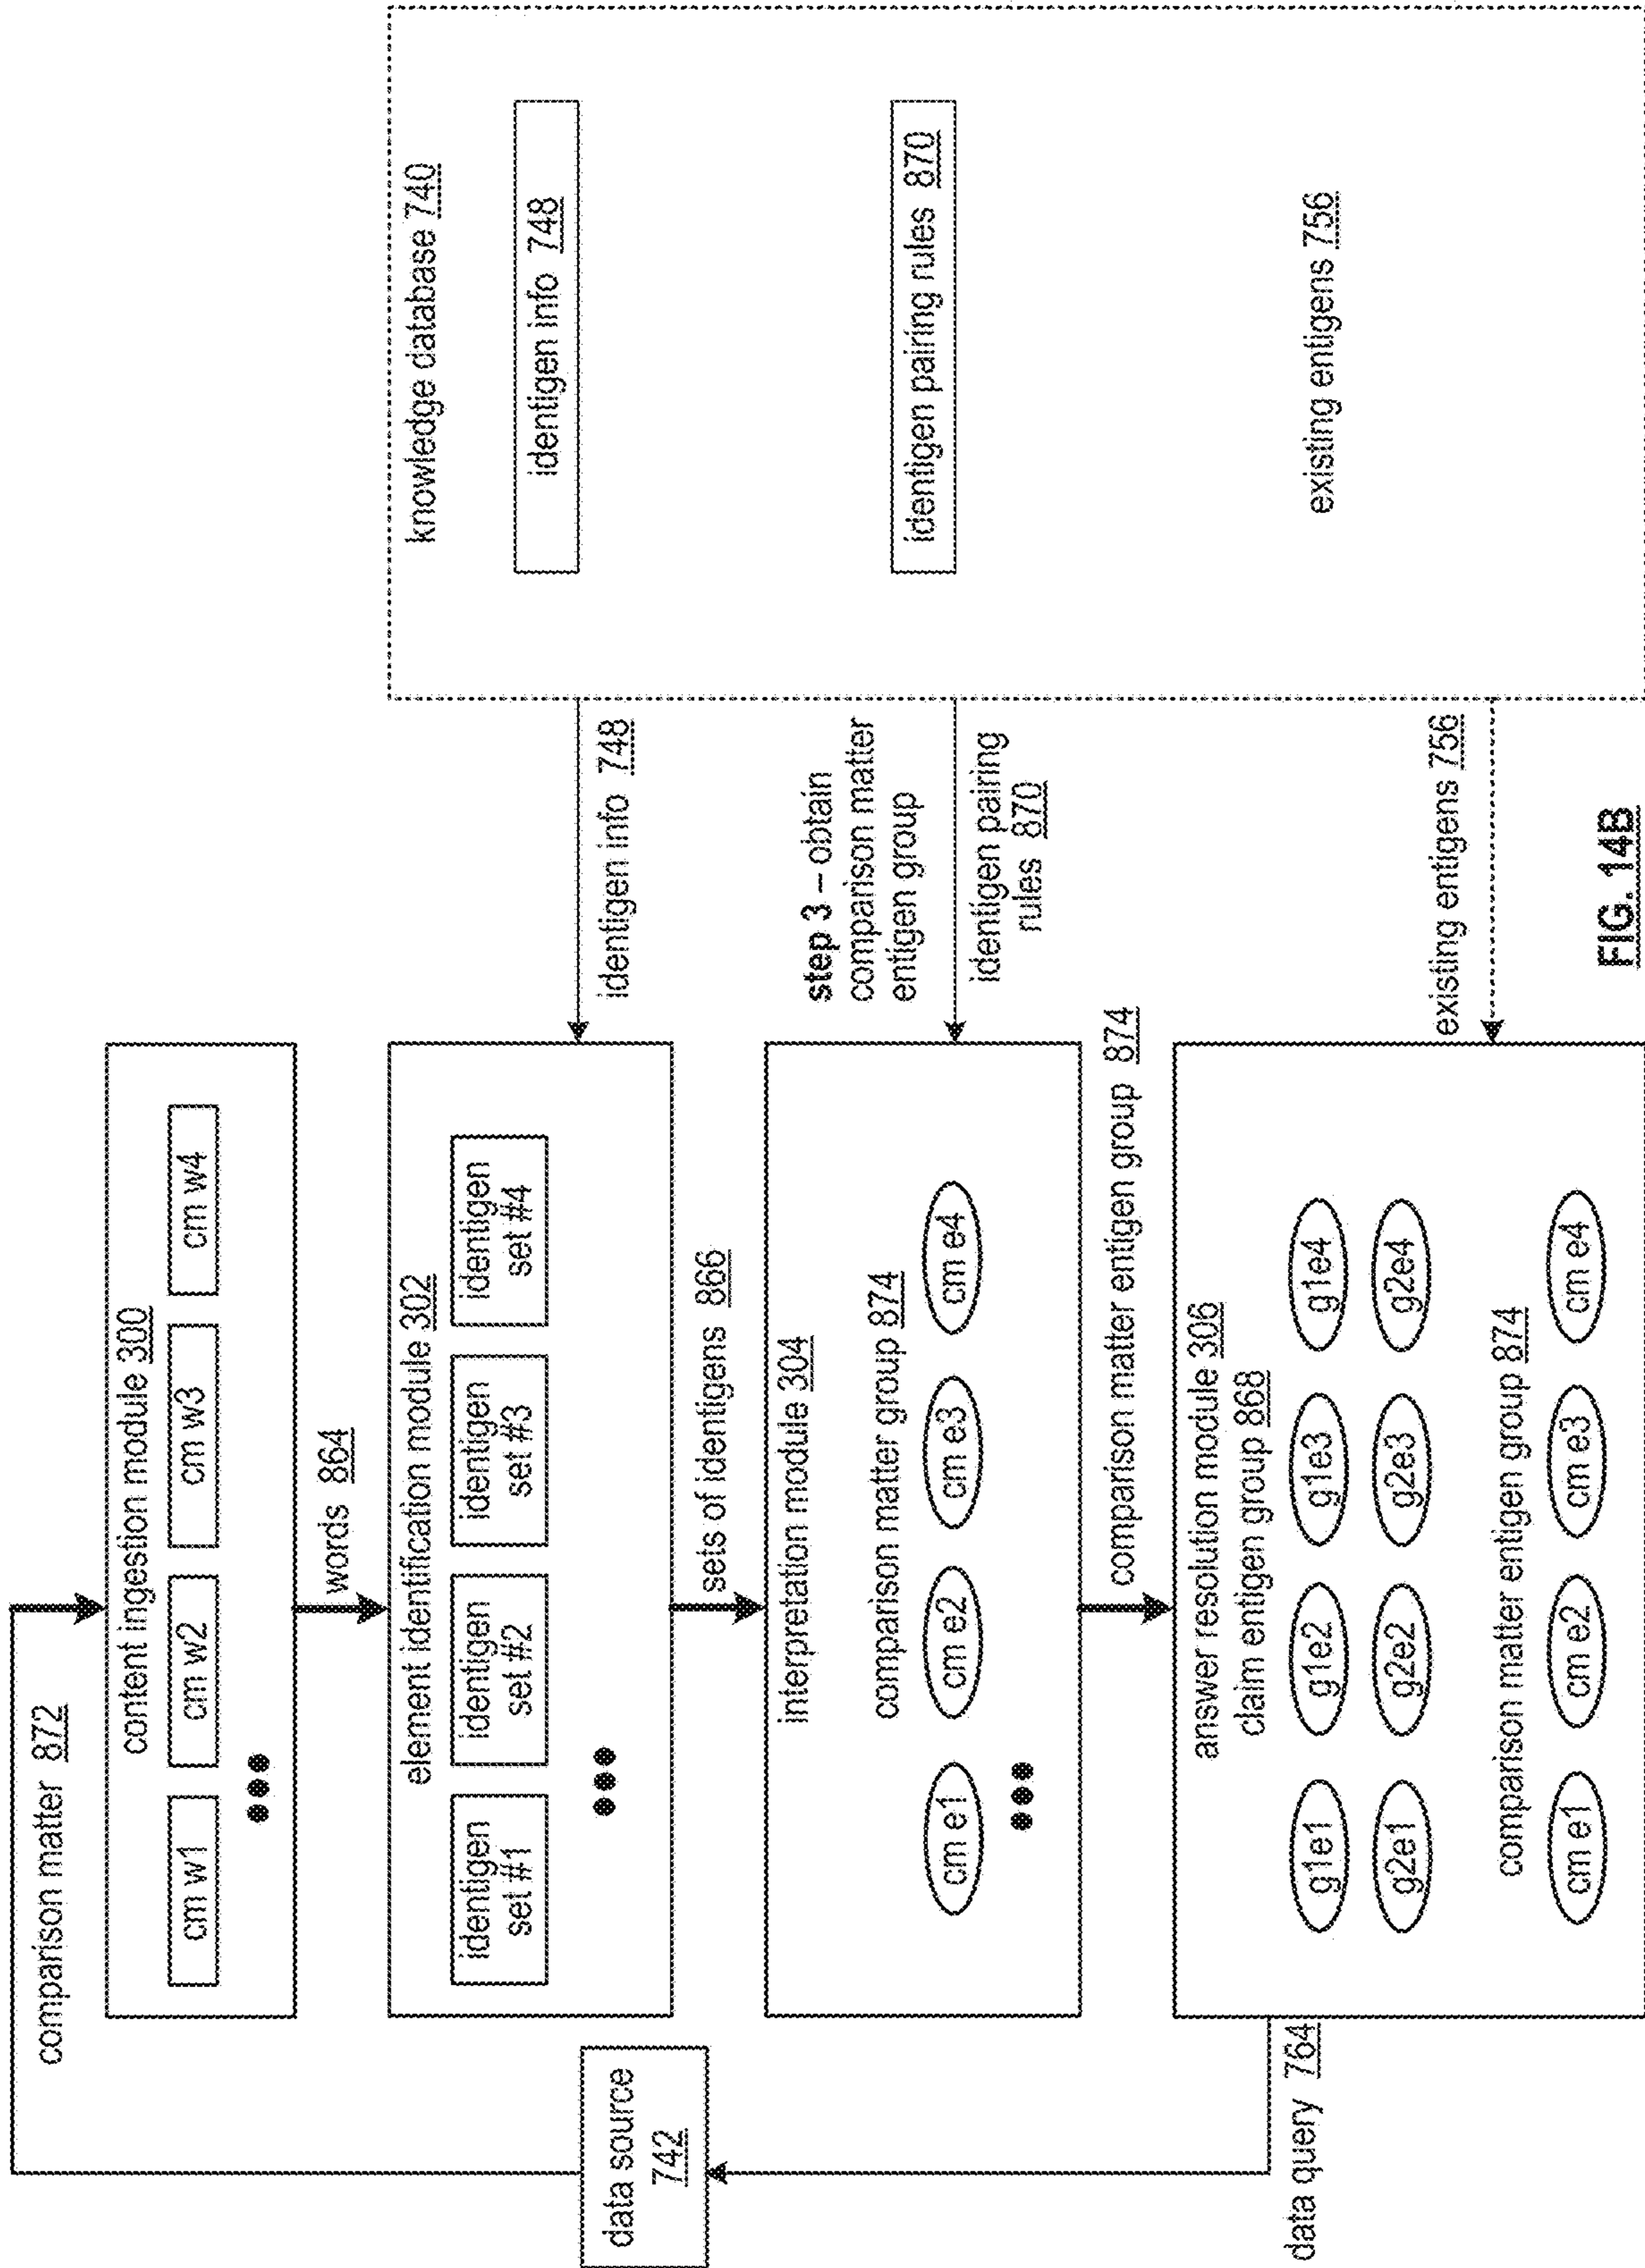 comparison matter 872
content ingestion module 300
cm w1
cm w2
cm w3
cm w4
words 864
element identification module 302
identigen
set #1
identigen
set #2
identigen
set #3
identigen
set #4
sets of identigens 866
interpretation module 304
comparison matter group 874
cm e1
cm e2
cm e3
cm e4
comparison matter entigen group 874
answer resolution module 306
claim entigen group 868
g1e1
g1e2
g1e3
g1e4
g2e1
g2e2
g2e3
g2e4
comparison matter entigen group 874
cm e1
cm e2
cm e3
cm e4
data source
742
data query 764
identigen info 748
step 3 – obtain
comparison matter
entigen group
identigen pairing
rules 870
existing entigens 756
knowledge database 740
identigen info 748
identigen pairing rules 870
existing entigens 756
FIG. 14B